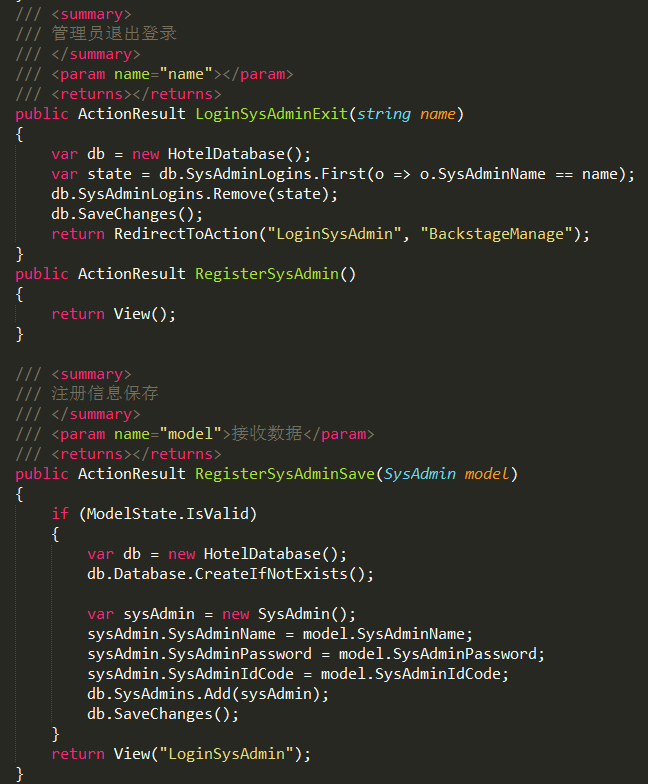 /// <summary>
/// 管理员退出登录
/// </summary>
/// <param name="name"></param>
/// <returns></returns>
public ActionResult LoginSysAdminExit(string name)
{
    var db = new HotelDatabase();
    var state = db.SysAdminLogins.First(o => o.SysAdminName == name);
    db.SysAdminLogins.Remove(state);
    db.SaveChanges();
    return RedirectToAction("LoginSysAdmin", "BackstageManage");
}
public ActionResult RegisterSysAdmin()
{
    return View();
}

/// <summary>
/// 注册信息保存
/// </summary>
/// <param name="model">接收数据</param>
/// <returns></returns>
public ActionResult RegisterSysAdminSave(SysAdmin model)
{
    if (ModelState.IsValid)
    {
        var db = new HotelDatabase();
        db.Database.CreateIfNotExists();

        var sysAdmin = new SysAdmin();
        sysAdmin.SysAdminName = model.SysAdminName;
        sysAdmin.SysAdminPassword = model.SysAdminPassword;
        sysAdmin.SysAdminIdCode = model.SysAdminIdCode;
        db.SysAdmins.Add(sysAdmin);
        db.SaveChanges();
    }
    return View("LoginSysAdmin");
}